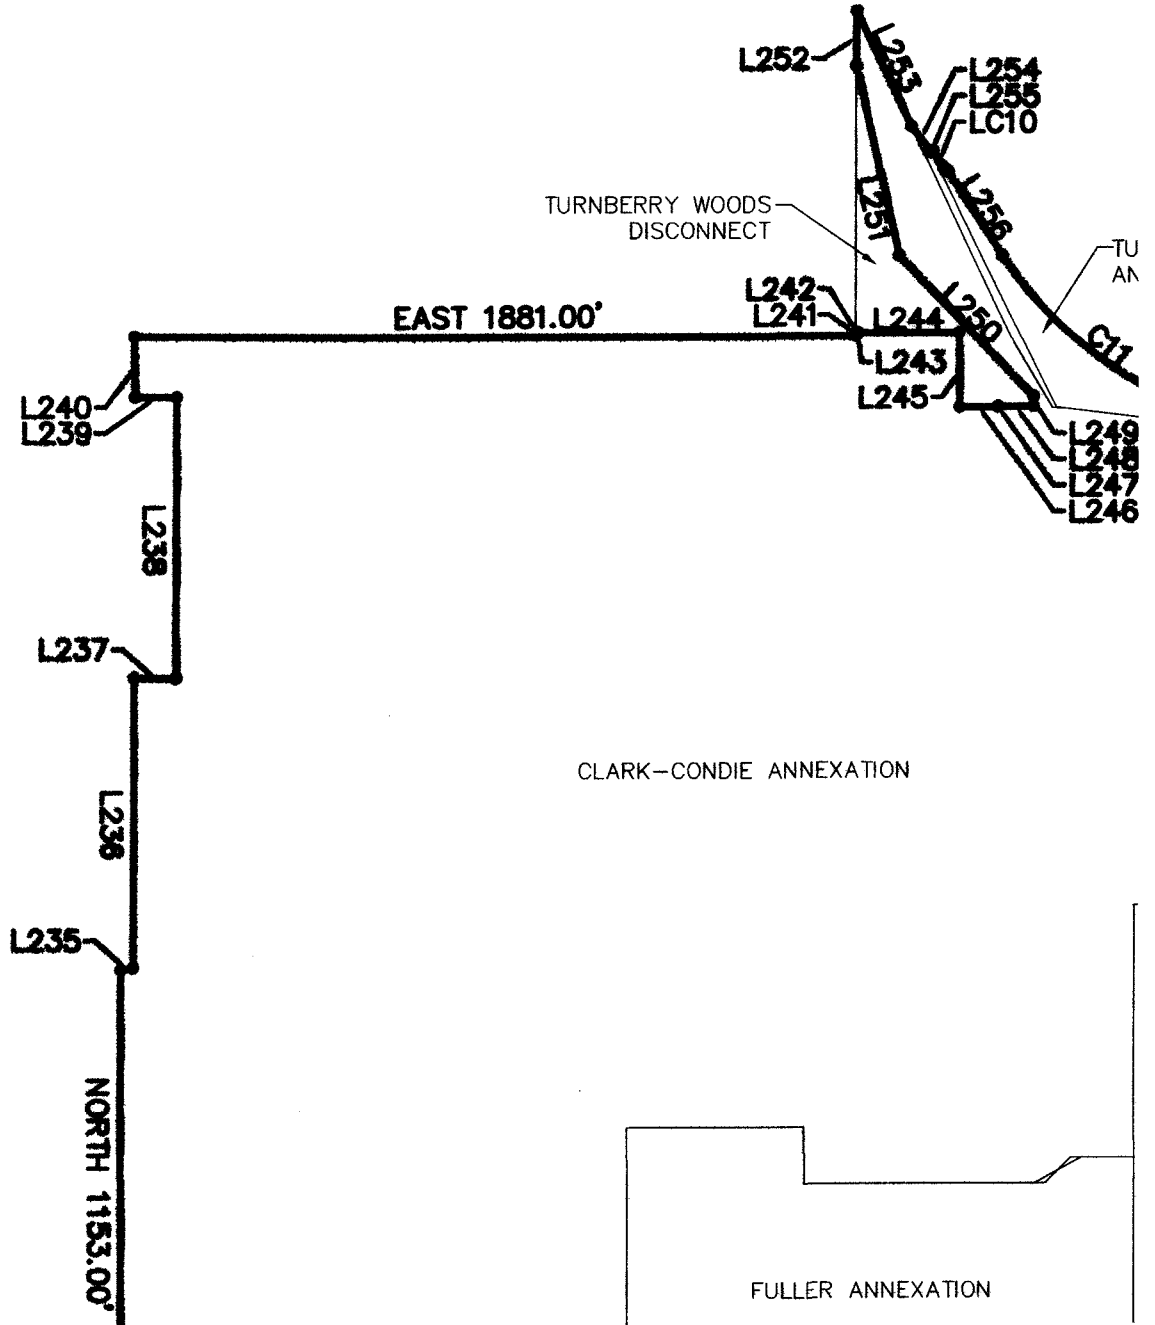 L252
L253
L254
L255
LC10
L256
L251
TURNBERRY WOODS
DISCONNECT
TU
AN
L242
L241
EAST 1881.00'
L244
L250
C11
L243
L245
L240
L239
L249
L248
L247
L246
L238
L237
CLARK-CONDIE ANNEXATION
L236
L235
NORTH 1153.00'
FULLER ANNEXATION